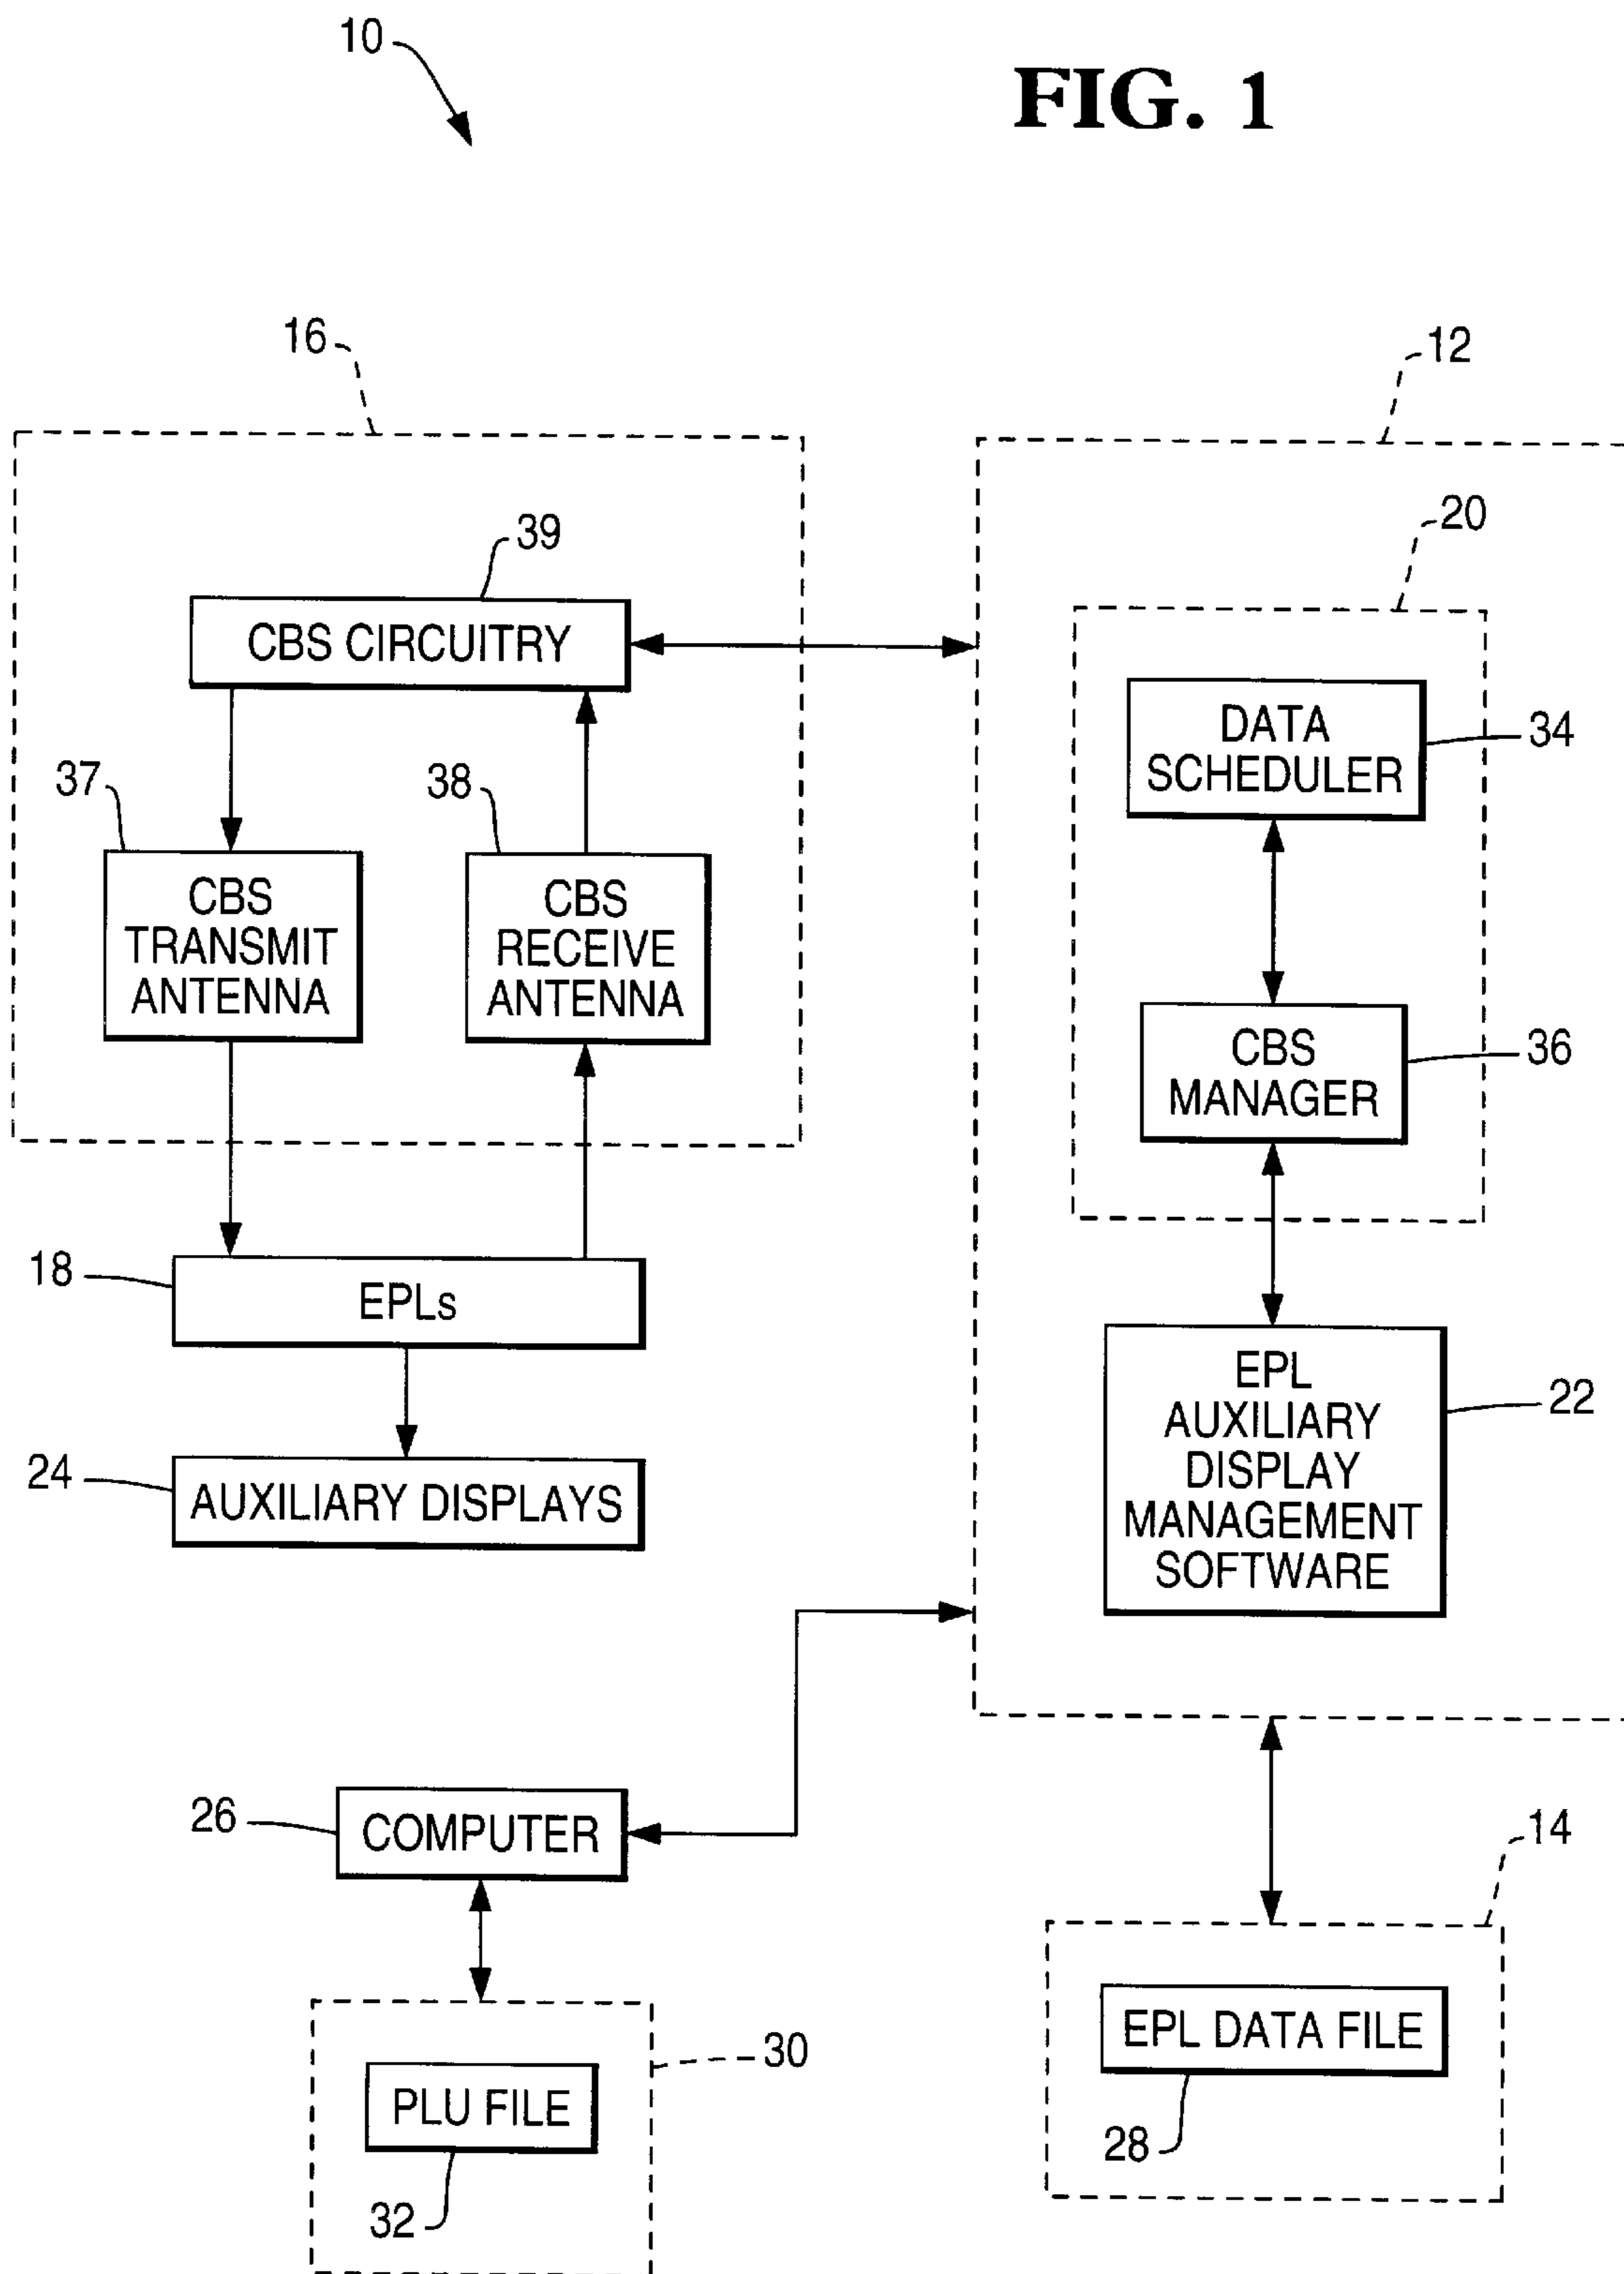 10
FIG. 1
16
12
20
39
CBS CIRCUITRY
DATA
SCHEDULER
34
37
38
CBS
TRANSMIT
ANTENNA
CBS
RECEIVE
ANTENNA
CBS
MANAGER
36
18
EPLs
EPL
AUXILIARY
DISPLAY
MANAGEMENT
SOFTWARE
22
24
AUXILIARY DISPLAYS
26
COMPUTER
14
EPL DATA FILE
28
30
PLU FILE
32